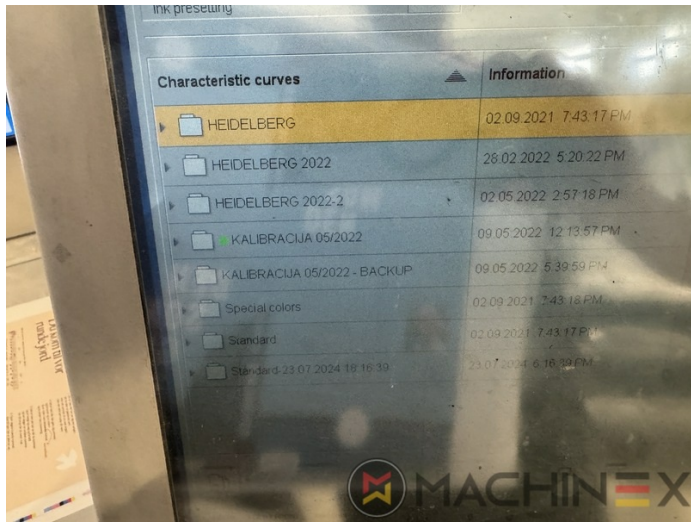 Ink presetting
Characteristic curves Information
HEIDELBERG 02.09.2021 7:43:17 PM
HEIDELBERG 2022 28.02.2022 5:20:22 PM
HEIDELBERG 2022-2 02.05.2022 2:57:18 PM
KALIBRACIJA 05/2022 09.05.2022 12:13:57 PM
KALIBRACIJA 05/2022 - BACKUP 09.05.2022 5:39:59 PM
Special colors 02.09.2021 7:43:18 PM
Standard 02.09.2021 7:43:17 PM
Standard-23.07.2024 18:16:39 23.07.2024 6:16:39 PM
MACHINEX